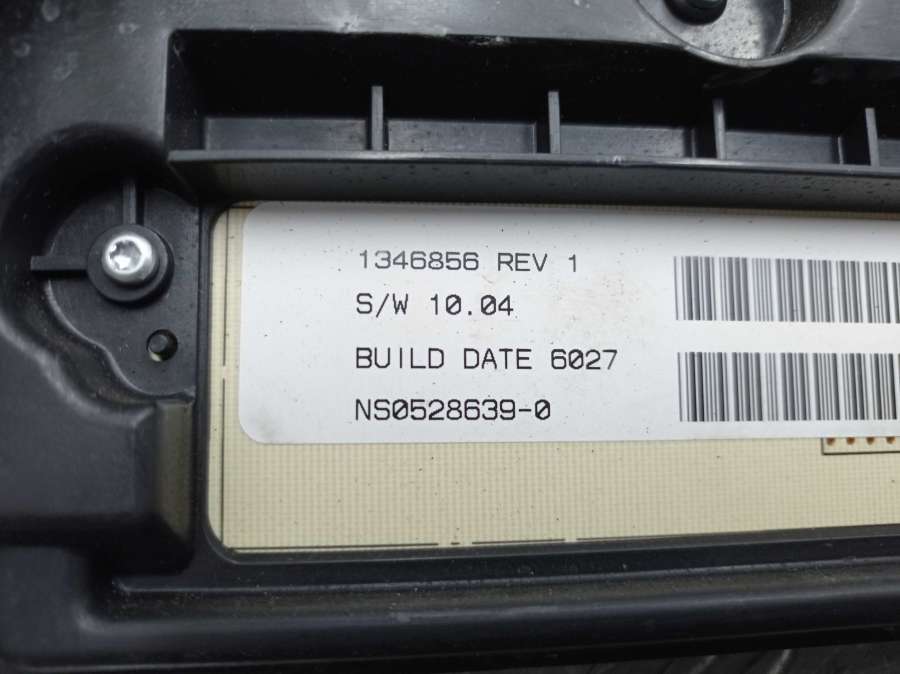 1346856 REV 1
S/W 10.04
BUILD DATE 6027
NS0528639-0